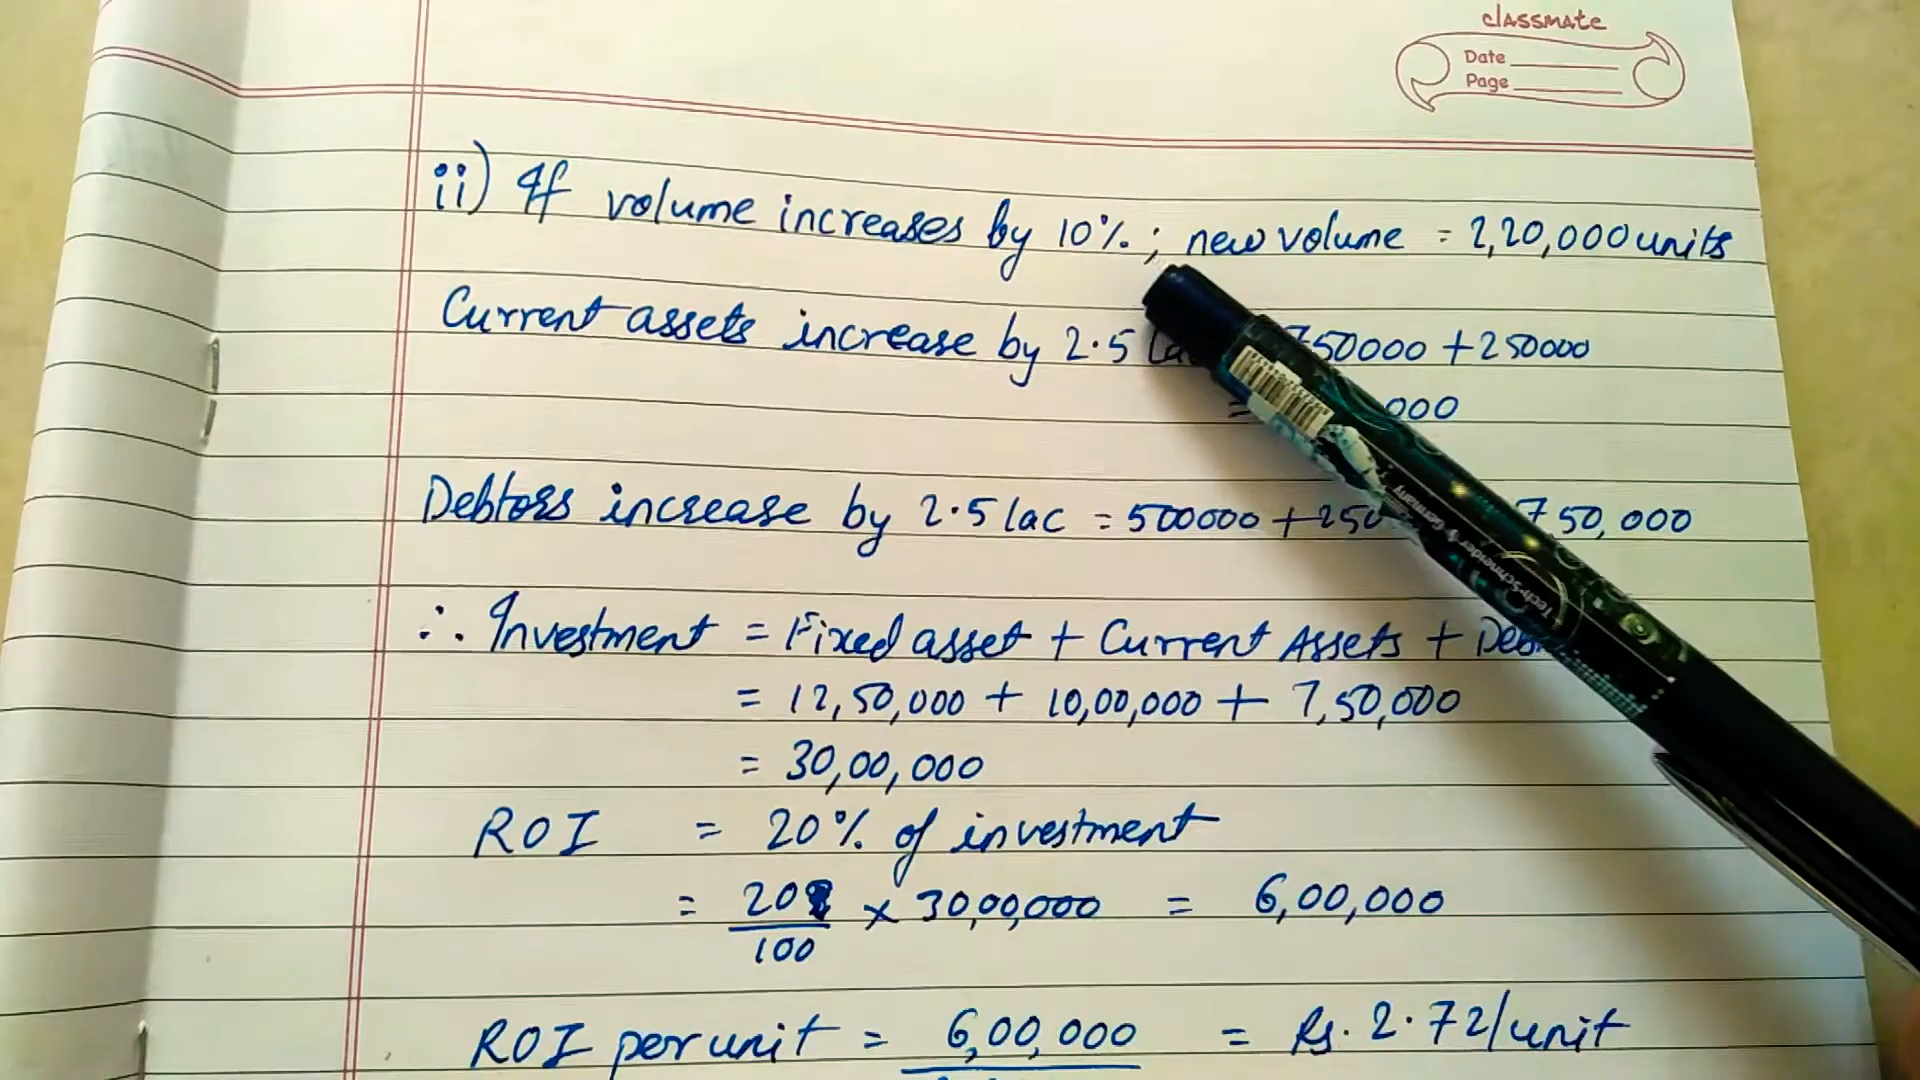 classmate
Date
Page
ii) If volume increases by 10%; new volume = 2,20,000 units
Current assets increase by 2.5 750000 + 250000
= 000
Debtors increase by 2.5 lac = 500000 + 250 750,000
∴ Investment = Fixed asset + Current Assets +
= 12,50,000 + 10,00,000 + 7,50,000
= 30,00,000
ROI = 20% of investment
= 20/100 × 30,00,000 = 6,00,000
ROI per unit = 6,00,000 = Rs. 2.72/unit